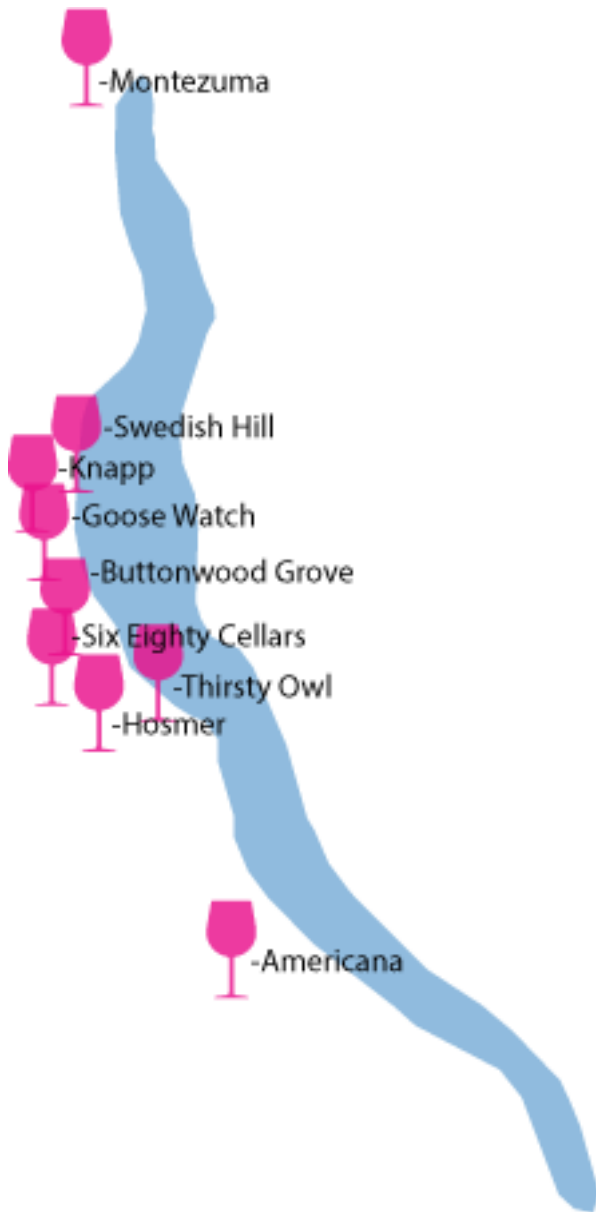 -Montezuma
-Swedish Hill
-Knapp
-Goose Watch
-Buttonwood Grove
-Six Eighty Cellars
-Thirsty Owl
-Hosmer
-Americana